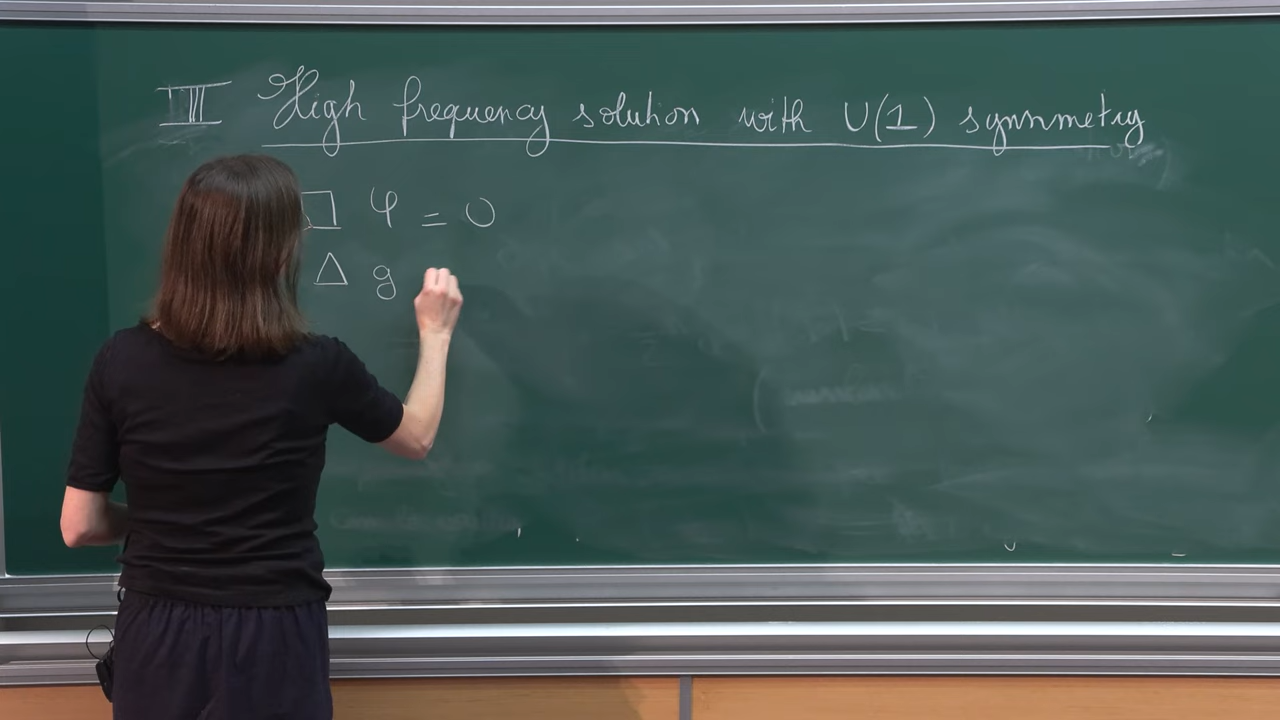 III High frequency solution with U(1) symmetry
□ φ = 0
Δ g